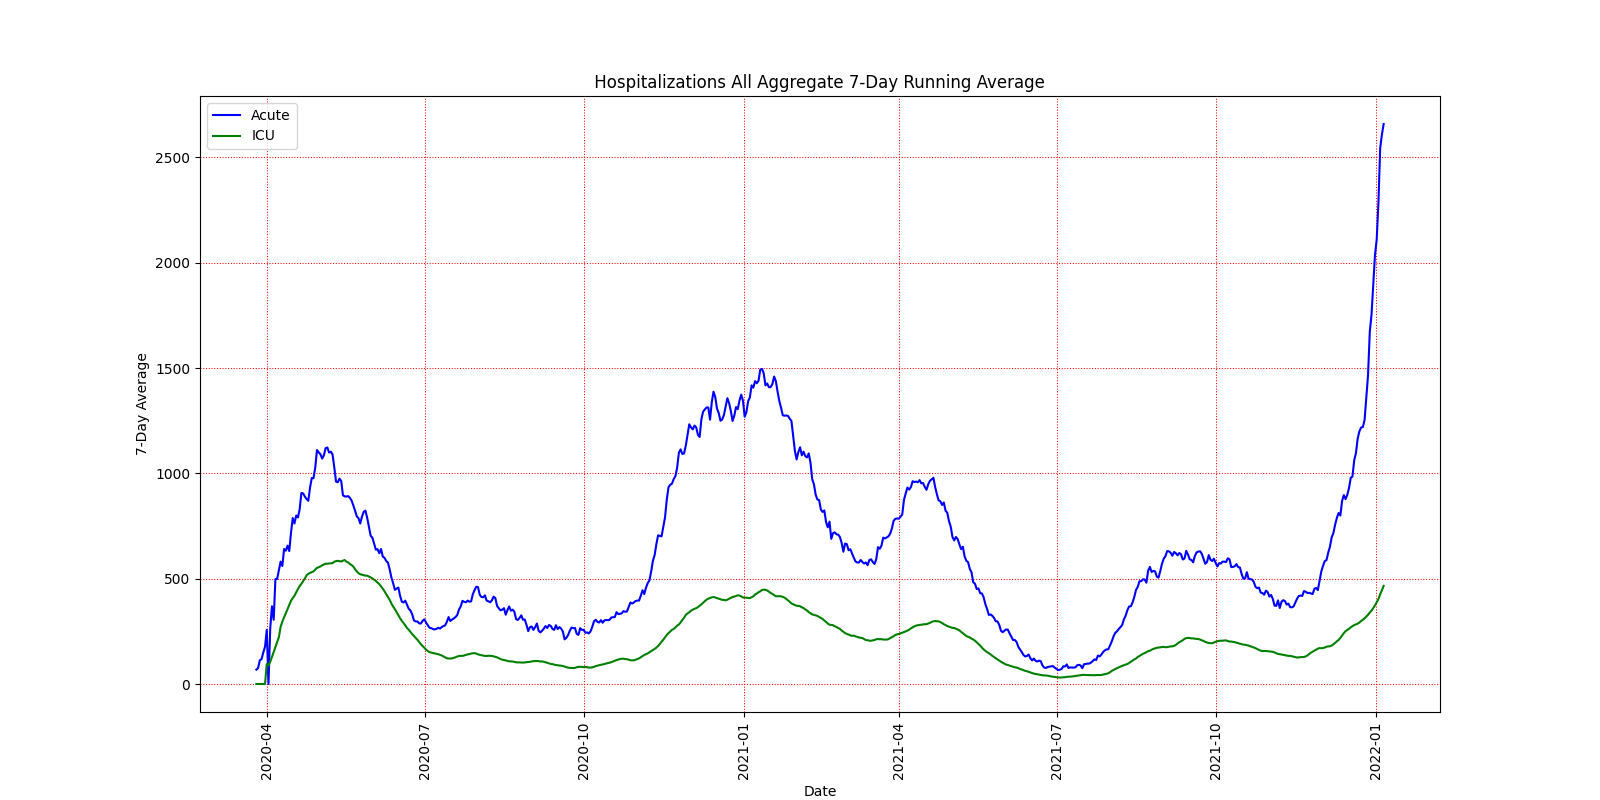 Hospitalizations All Aggregate 7-Day Running Average
Acute
ICU
2500
2000
1500
1000
500
0
7-Day Average
2020-04
2020-07
2020-10
2021-01
2021-04
2021-07
2021-10
2022-01
Date